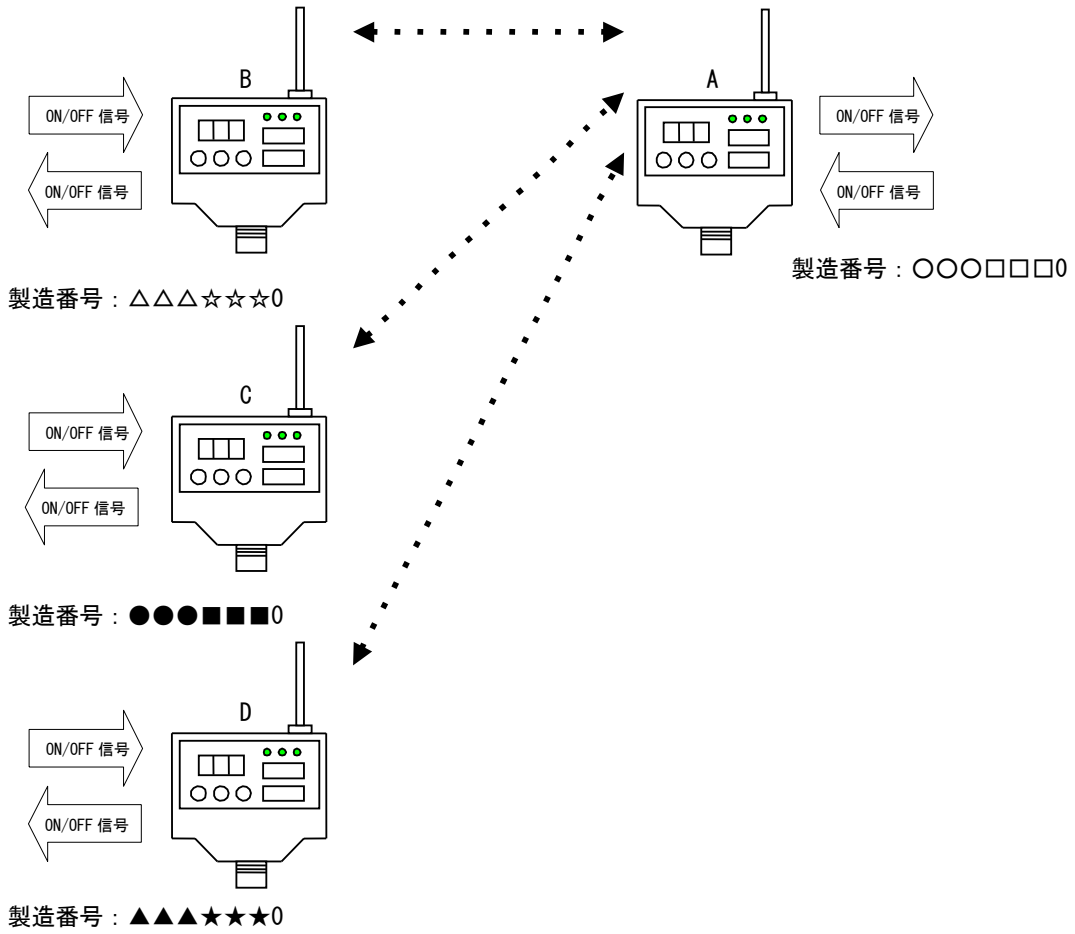 B
A
ON/OFF 信号
ON/OFF 信号
ON/OFF 信号
ON/OFF 信号
製造番号：○○○□□□0
製造番号：△△△☆☆☆0
C
ON/OFF 信号
ON/OFF 信号
製造番号：●●●■■■0
D
ON/OFF 信号
ON/OFF 信号
製造番号：▲▲▲★★★0